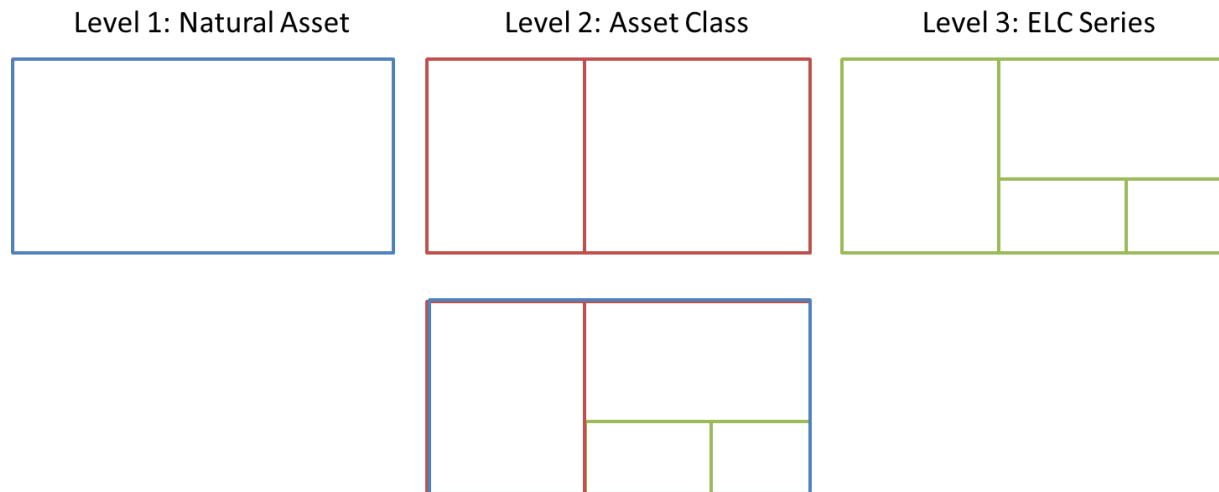 Level 1: Natural Asset
Level 2: Asset Class
Level 3: ELC Series